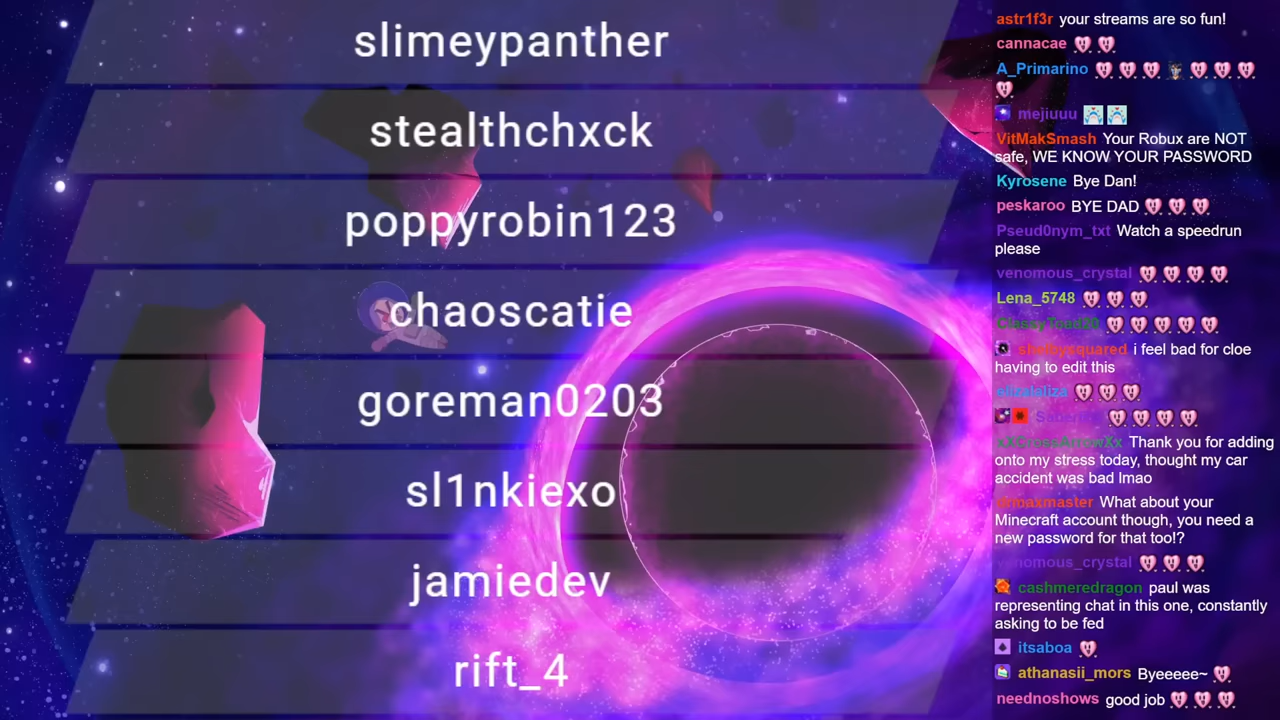 slimeypanther
stealthchxck
poppyrobin123
chaoscatie
goreman0203
sl1nkiexo
jamiedev
rift_4
astr1f3r your streams are so fun!
cannacae
A_Primarino
mejiuuu
VitMakSmash Your Robux are NOT
safe, WE KNOW YOUR PASSWORD
Kyrosene Bye Dan!
peskaroo BYE DAD
Pseud0nym_txt Watch a speedrun
please
venomous_crystal
Lena_5748
i feel bad for cloe
having to edit this
xXCrossArrowXx Thank you for adding
onto my stress today, thought my car
accident was bad lmao
What about your
Minecraft account though, you need a
new password for that too!?
venomous_crystal
cashmeredragon paul was
representing chat in this one, constantly
asking to be fed
itsaboa
athanasii_mors Byeeeee~
neednoshows good job